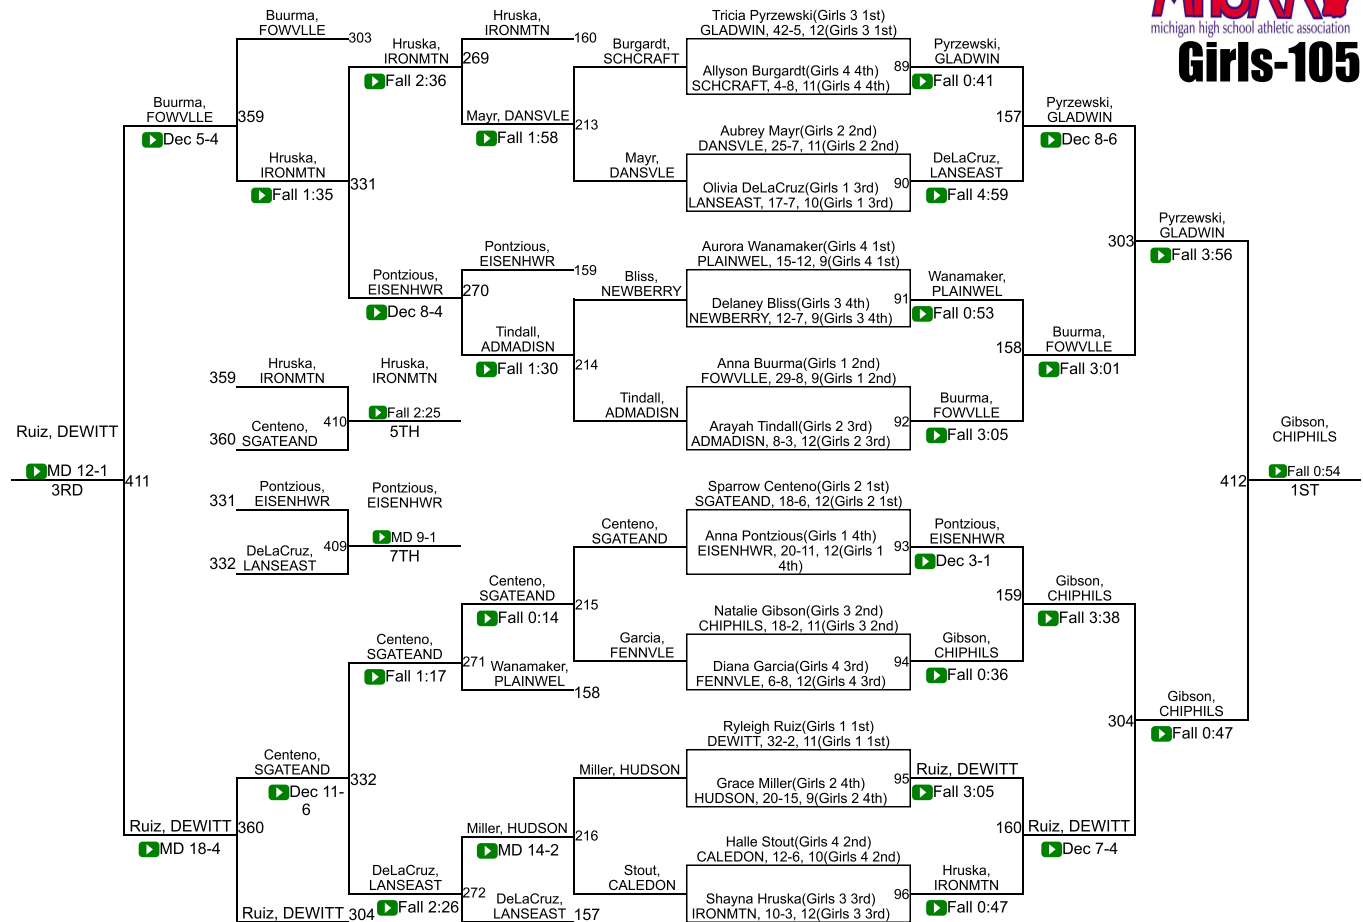 MHSAA
michigan high school athletic association
Girls-105
Buurma,
FOWVLLE
303
Hruska,
IRONMTN
160
Hruska,
IRONMTN
269
Fall 2:36
Burgardt,
SCHCRAFT
Tricia Pyrzewski(Girls 3 1st)
GLADWIN, 42-5, 12(Girls 3 1st)
Allyson Burgardt(Girls 4 4th)
SCHCRAFT, 4-8, 11(Girls 4 4th)
89
Pyrzewski,
GLADWIN
Fall 0:41
Buurma,
FOWVLLE
Dec 5-4
359
Mayr, DANSVLE
Fall 1:58
213
157
Pyrzewski,
GLADWIN
Dec 8-6
Hruska,
IRONMTN
Fall 1:35
331
Mayr,
DANSVLE
Aubrey Mayr(Girls 2 2nd)
DANSVLE, 25-7, 11(Girls 2 2nd)
Olivia DeLaCruz(Girls 1 3rd)
LANSEAST, 17-7, 10(Girls 1 3rd)
90
DeLaCruz,
LANSEAST
Fall 4:59
303
Pyrzewski,
GLADWIN
Fall 3:56
Pontzious,
EISENHWR
159
Pontzious,
EISENHWR
270
Dec 8-4
Bliss,
NEWBERRY
Aurora Wanamaker(Girls 4 1st)
PLAINWEL, 15-12, 9(Girls 4 1st)
Delaney Bliss(Girls 3 4th)
NEWBERRY, 12-7, 9(Girls 3 4th)
91
Wanamaker,
PLAINWEL
Fall 0:53
Tindall,
ADMADISN
Fall 1:30
214
158
Buurma,
FOWVLLE
Fall 3:01
359
Hruska,
IRONMTN
Hruska,
IRONMTN
Tindall,
ADMADISN
Anna Buurma(Girls 1 2nd)
FOWVLLE, 29-8, 9(Girls 1 2nd)
Arayah Tindall(Girls 2 3rd)
ADMADISN, 8-3, 12(Girls 2 3rd)
92
Buurma,
FOWVLLE
Fall 3:05
360
Centeno,
SGATEAND
410
Fall 2:25
5TH
Ruiz, DEWITT
MD 12-1
3RD
411
Gibson,
CHIPHILS
412
Fall 0:54
1ST
331
Pontzious,
EISENHWR
Pontzious,
EISENHWR
332
DeLaCruz,
LANSEAST
409
MD 9-1
7TH
Centeno,
SGATEAND
Sparrow Centeno(Girls 2 1st)
SGATEAND, 18-6, 12(Girls 2 1st)
Anna Pontzious(Girls 1 4th)
EISENHWR, 20-11, 12(Girls 1
4th)
93
Pontzious,
EISENHWR
Dec 3-1
Centeno,
SGATEAND
Fall 0:14
215
159
Gibson,
CHIPHILS
Fall 3:38
Centeno,
SGATEAND
Fall 1:17
271
Wanamaker,
PLAINWEL
158
Garcia,
FENNVLE
Natalie Gibson(Girls 3 2nd)
CHIPHILS, 18-2, 11(Girls 3 2nd)
Diana Garcia(Girls 4 3rd)
FENNVLE, 6-8, 12(Girls 4 3rd)
94
Gibson,
CHIPHILS
Fall 0:36
304
Gibson,
CHIPHILS
Fall 0:47
Centeno,
SGATEAND
Dec 11-
6
332
Miller, HUDSON
Ryleigh Ruiz(Girls 1 1st)
DEWITT, 32-2, 11(Girls 1 1st)
Grace Miller(Girls 2 4th)
HUDSON, 20-15, 9(Girls 2 4th)
95
Ruiz, DEWITT
Fall 3:05
Ruiz, DEWITT
MD 18-4
360
Miller, HUDSON
MD 14-2
216
160
Ruiz, DEWITT
Dec 7-4
DeLaCruz,
LANSEAST
Fall 2:26
272
Stout,
CALEDON
Halle Stout(Girls 4 2nd)
CALEDON, 12-6, 10(Girls 4 2nd)
Shayna Hruska(Girls 3 3rd)
IRONMTN, 10-3, 12(Girls 3 3rd)
96
Hruska,
IRONMTN
Fall 0:47
Ruiz, DEWITT
304
DeLaCruz,
LANSEAST
157